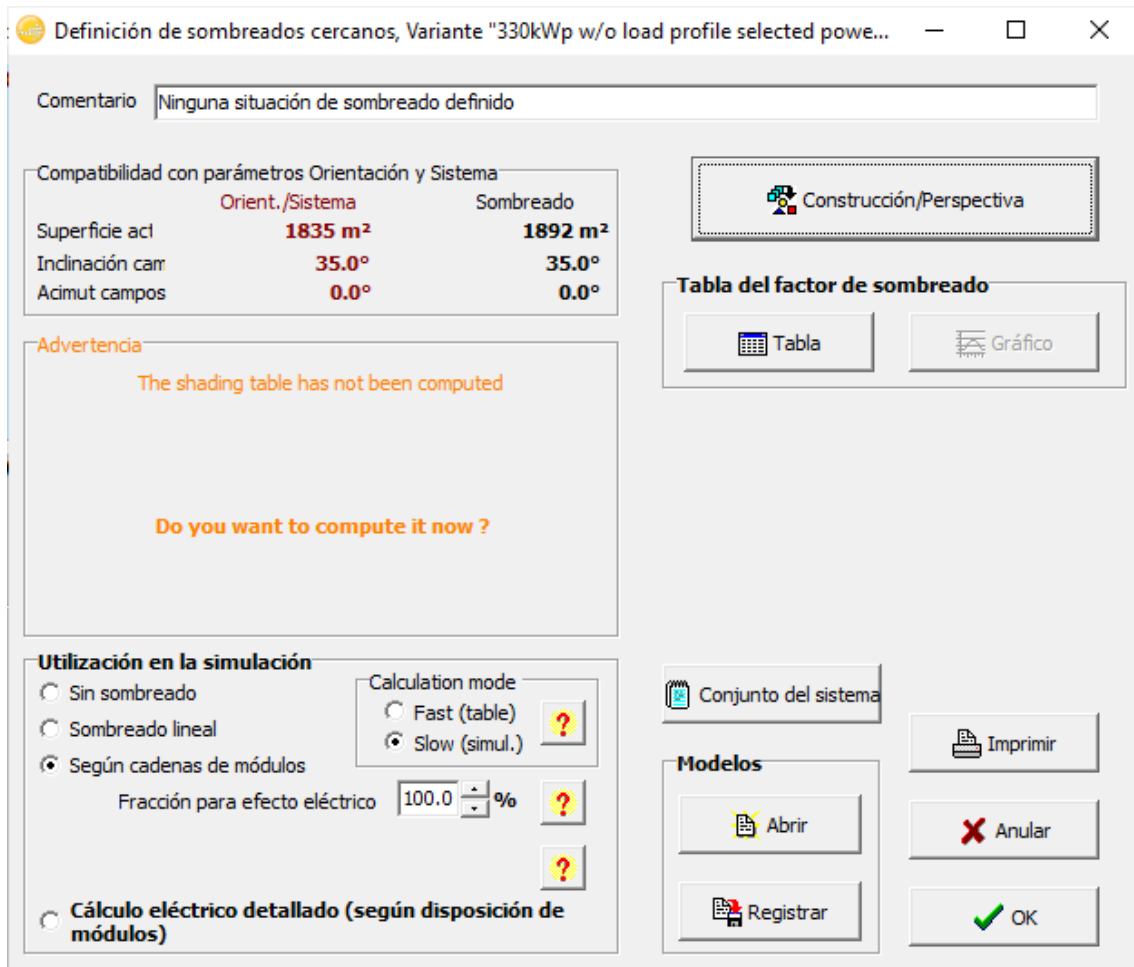 Definición de sombreados cercanos, Variante "330kWp w/o load profile selected powe...
Comentario Ninguna situación de sombreado definido
Compatibilidad con parámetros Orientación y Sistema
Orient./Sistema Sombreado
Superficie act 1835 m² 1892 m²
Inclinación cam 35.0° 35.0°
Acimut campos 0.0° 0.0°
Construcción/Perspectiva
Tabla del factor de sombreado
Tabla Gráfico
Advertencia
The shading table has not been computed
Do you want to compute it now ?
Utilización en la simulación
Sin sombreado
Sombreado lineal
Según cadenas de módulos
Calculation mode
Fast (table)
Slow (simul.)
?
Fracción para efecto eléctrico 100.0 % ?
?
Cálculo eléctrico detallado (según disposición de
módulos)
Conjunto del sistema
Modelos
Abrir
Registrar
Imprimir
Anular
OK